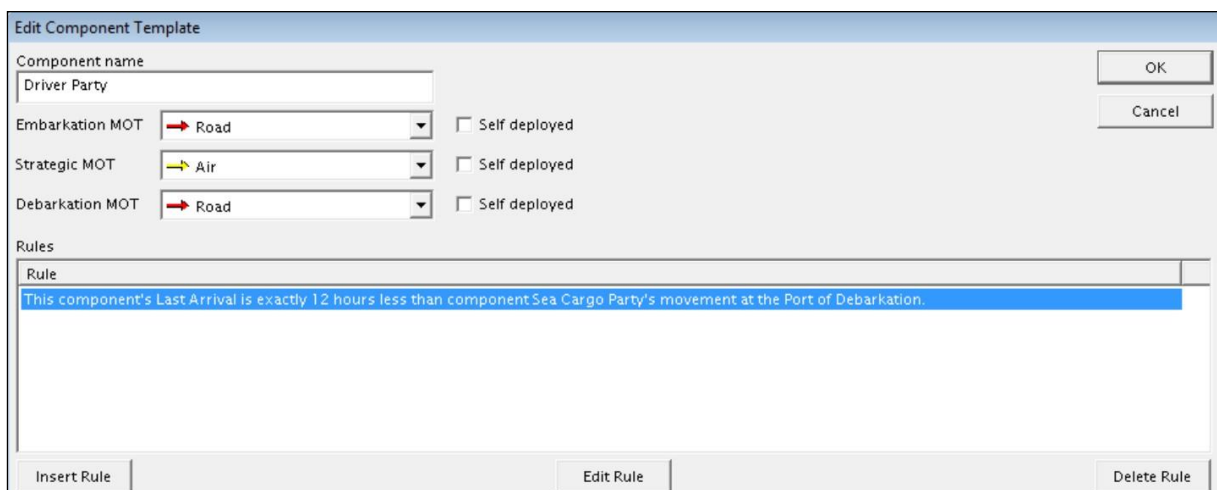 Edit Component Template
Component name
OK
Driver Party
Cancel
Embarkation MOT Road Self deployed
Strategic MOT Air Self deployed
Debarkation MOT Road Self deployed
Rules
Rule
This component's Last Arrival is exactly 12 hours less than component Sea Cargo Party's movement at the Port of Debarkation.
Insert Rule Edit Rule Delete Rule